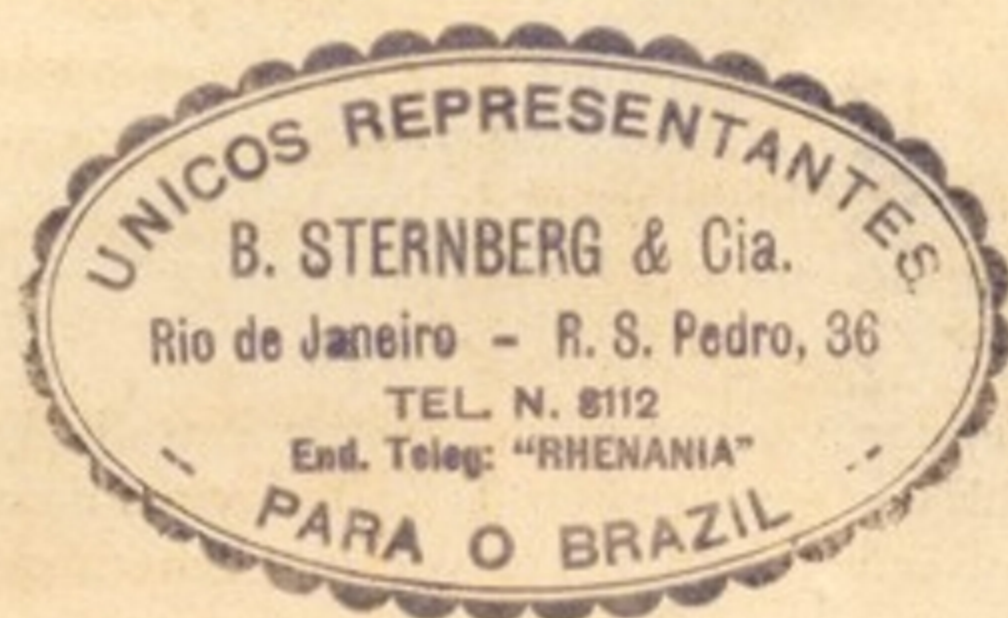 UNICOS REPRESENTANTES.
B. STERNBERG & Cia.
Rio de Janeiro - R. S. Pedro, 36
TEL. N. 8112
End. Teleg: “RHENANIA”
- PARA O BRAZIL -